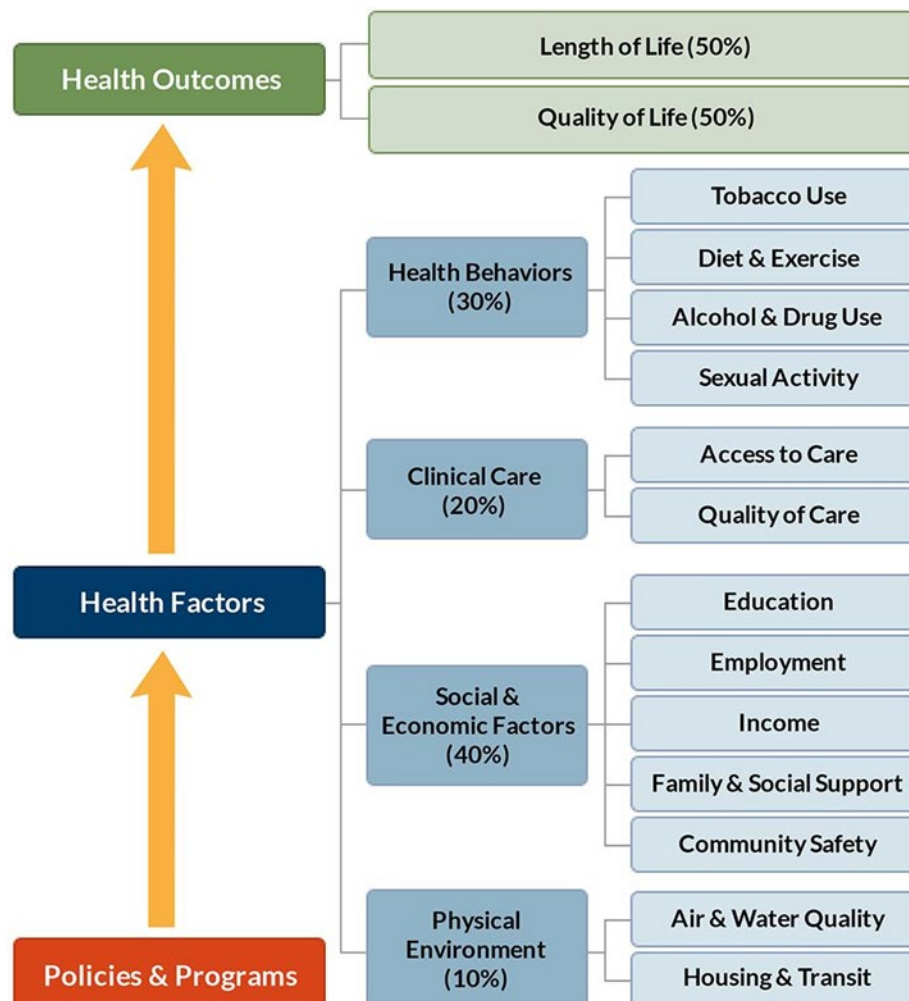 Health Outcomes
Length of Life (50%)
Quality of Life (50%)
Health Factors
Health Behaviors
(30%)
Tobacco Use
Diet & Exercise
Alcohol & Drug Use
Sexual Activity
Clinical Care
(20%)
Access to Care
Quality of Care
Social &
Economic Factors
(40%)
Education
Employment
Income
Family & Social Support
Community Safety
Physical
Environment
(10%)
Air & Water Quality
Housing & Transit
Policies & Programs